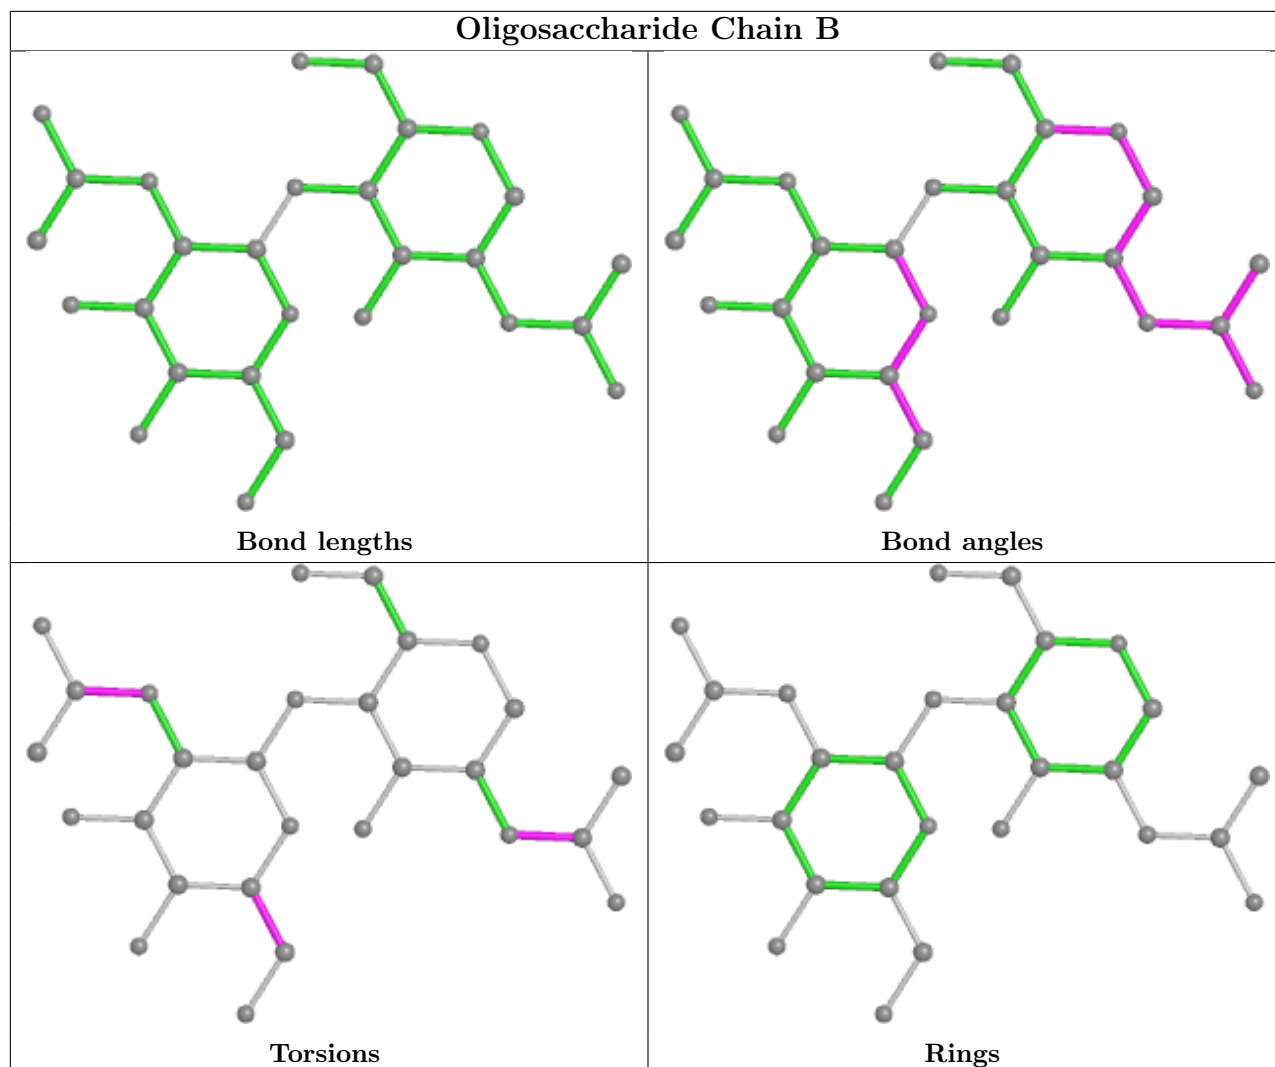 Oligosaccharide Chain B
Bond lengths
Bond angles
Torsions
Rings